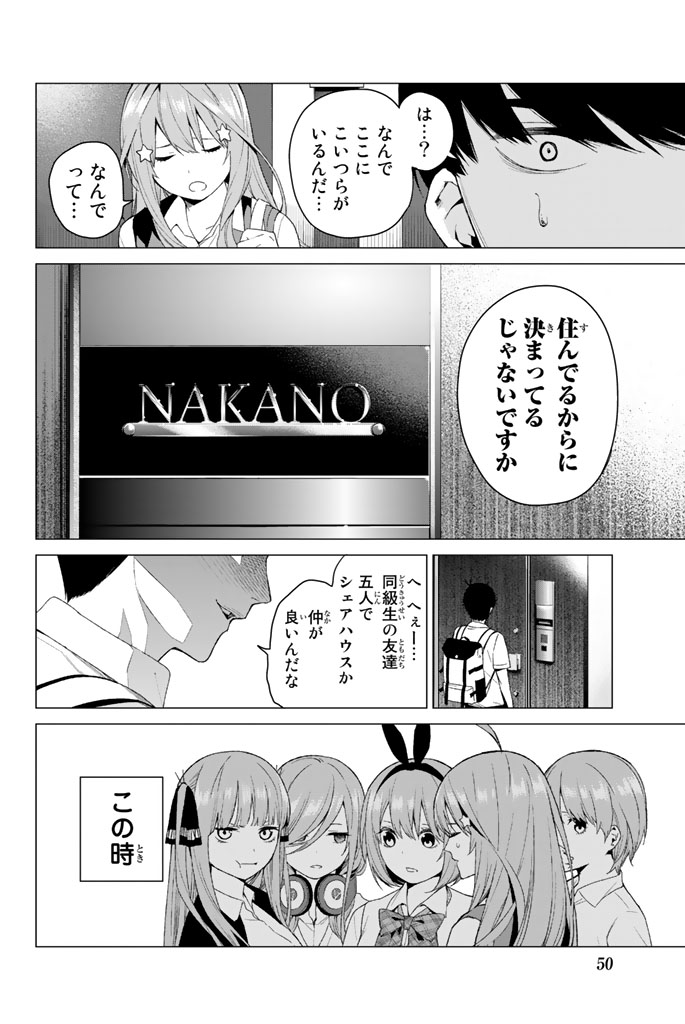 は…？
なんで
ここに
こいつらが
いるんだ…
なんで
って…
住んでるからに
決まってる
じゃないですか
NAKANO
へ へぇー…
同級生の友達
五人で
シェアハウスか
仲が
良いんだな
この時
50